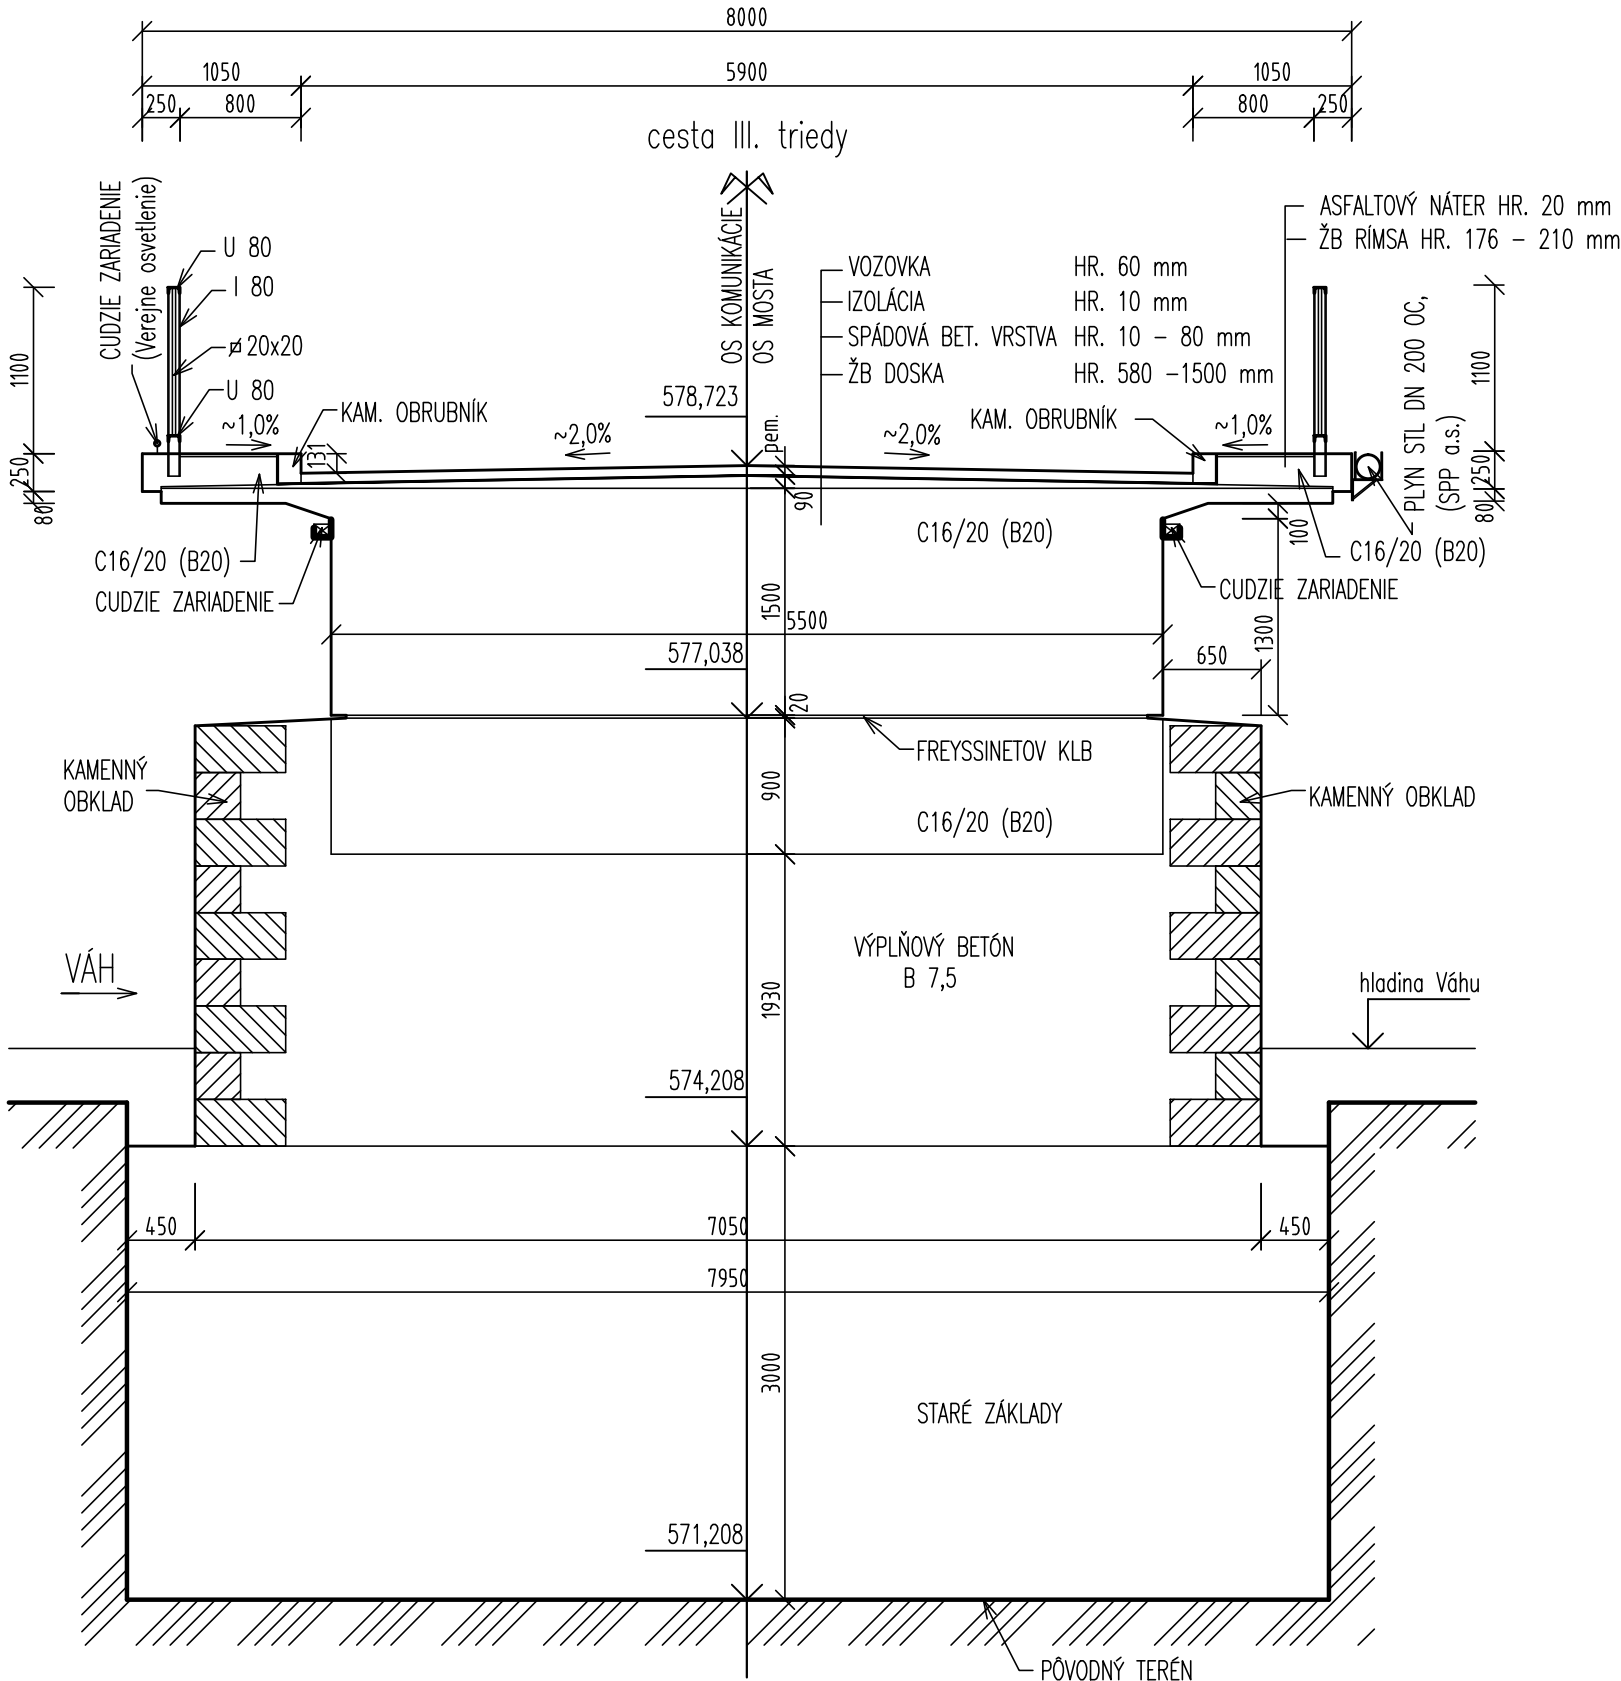 8000
1050
5900
1050
250
800
800
250
cesta III. triedy
CUDZIE ZARIADENIE
(Verejne osvetlenie)
U 80
I 80
20x20
U 80
OS KOMUNIKÁCIE
OS MOSTA
VOZOVKA HR. 60 mm
IZOLÁCIA HR. 10 mm
SPÁDOVÁ BET. VRSTVA HR. 10 – 80 mm
ŽB DOSKA HR. 580 –1500 mm
ASFALTOVÝ NÁTER HR. 20 mm
ŽB RÍMSA HR. 176 – 210 mm
PLYN STL DN 200 OC,
(SPP a.s.)
1100
250
80
1100
250
80
~1,0%
KAM. OBRUBNÍK
131
~2,0%
578,723
prem.
~2,0%
KAM. OBRUBNÍK
~1,0%
90
100
C16/20 (B20)
C16/20 (B20)
C16/20 (B20)
CUDZIE ZARIADENIE
CUDZIE ZARIADENIE
1500
5500
577,038
650
1300
20
FREYSSINETOV KLB
KAMENNÝ
OBKLAD
900
KAMENNÝ OBKLAD
C16/20 (B20)
VÁH
VÝPLŇOVÝ BETÓN
B 7,5
1930
hladina Váhu
574,208
450
7050
450
7950
3000
STARÉ ZÁKLADY
571,208
PÔVODNÝ TERÉN